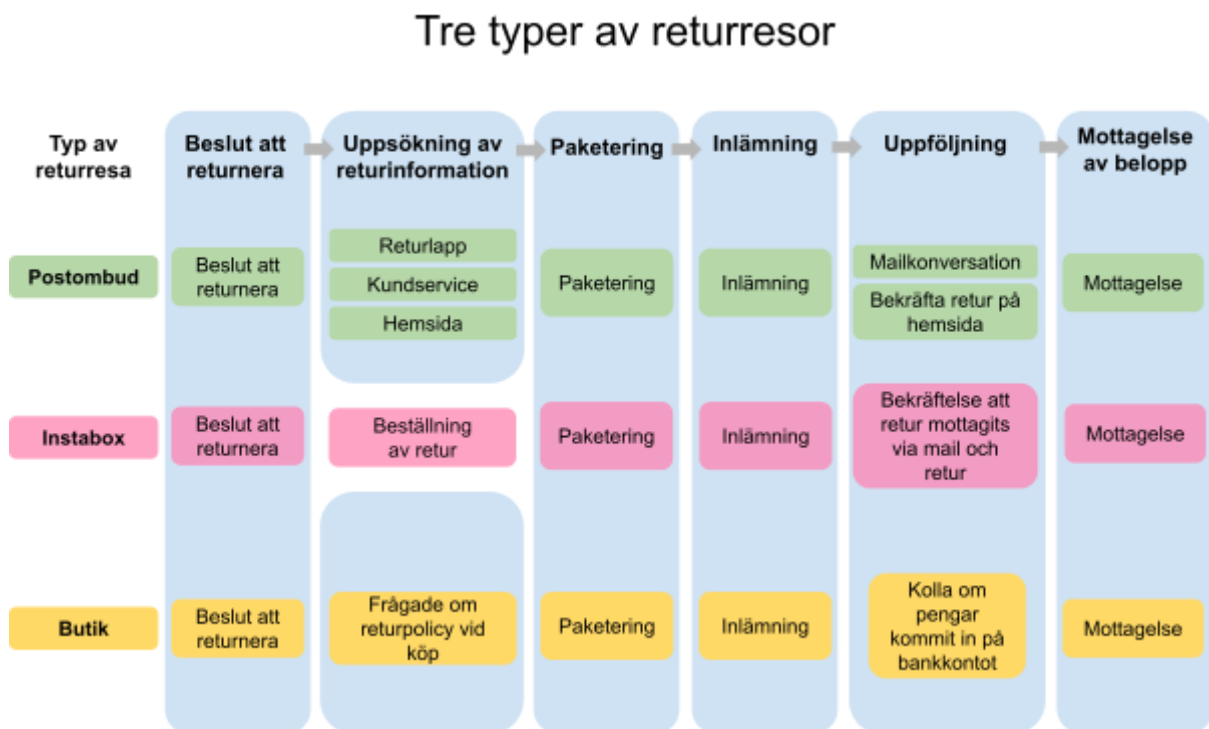 Tre typer av returresor
Typ av
returresa
Beslut att
returnera
Uppsökning av
returinformation
Paketering
Inlämning
Uppföljning
Mottagelse
av belopp
Postombud
Beslut att
returnera
Returlapp
Kundservice
Hemsida
Paketering
Inlämning
Mailkonversation
Bekräfta retur på
hemsida
Mottagelse
Instabox
Beslut att
returnera
Beställning
av retur
Paketering
Inlämning
Bekräftelse att
retur mottagits
via mail och
retur
Mottagelse
Butik
Beslut att
returnera
Frågade om
returpolicy vid
köp
Paketering
Inlämning
Kolla om
pengar
kommit in på
bankkontot
Mottagelse